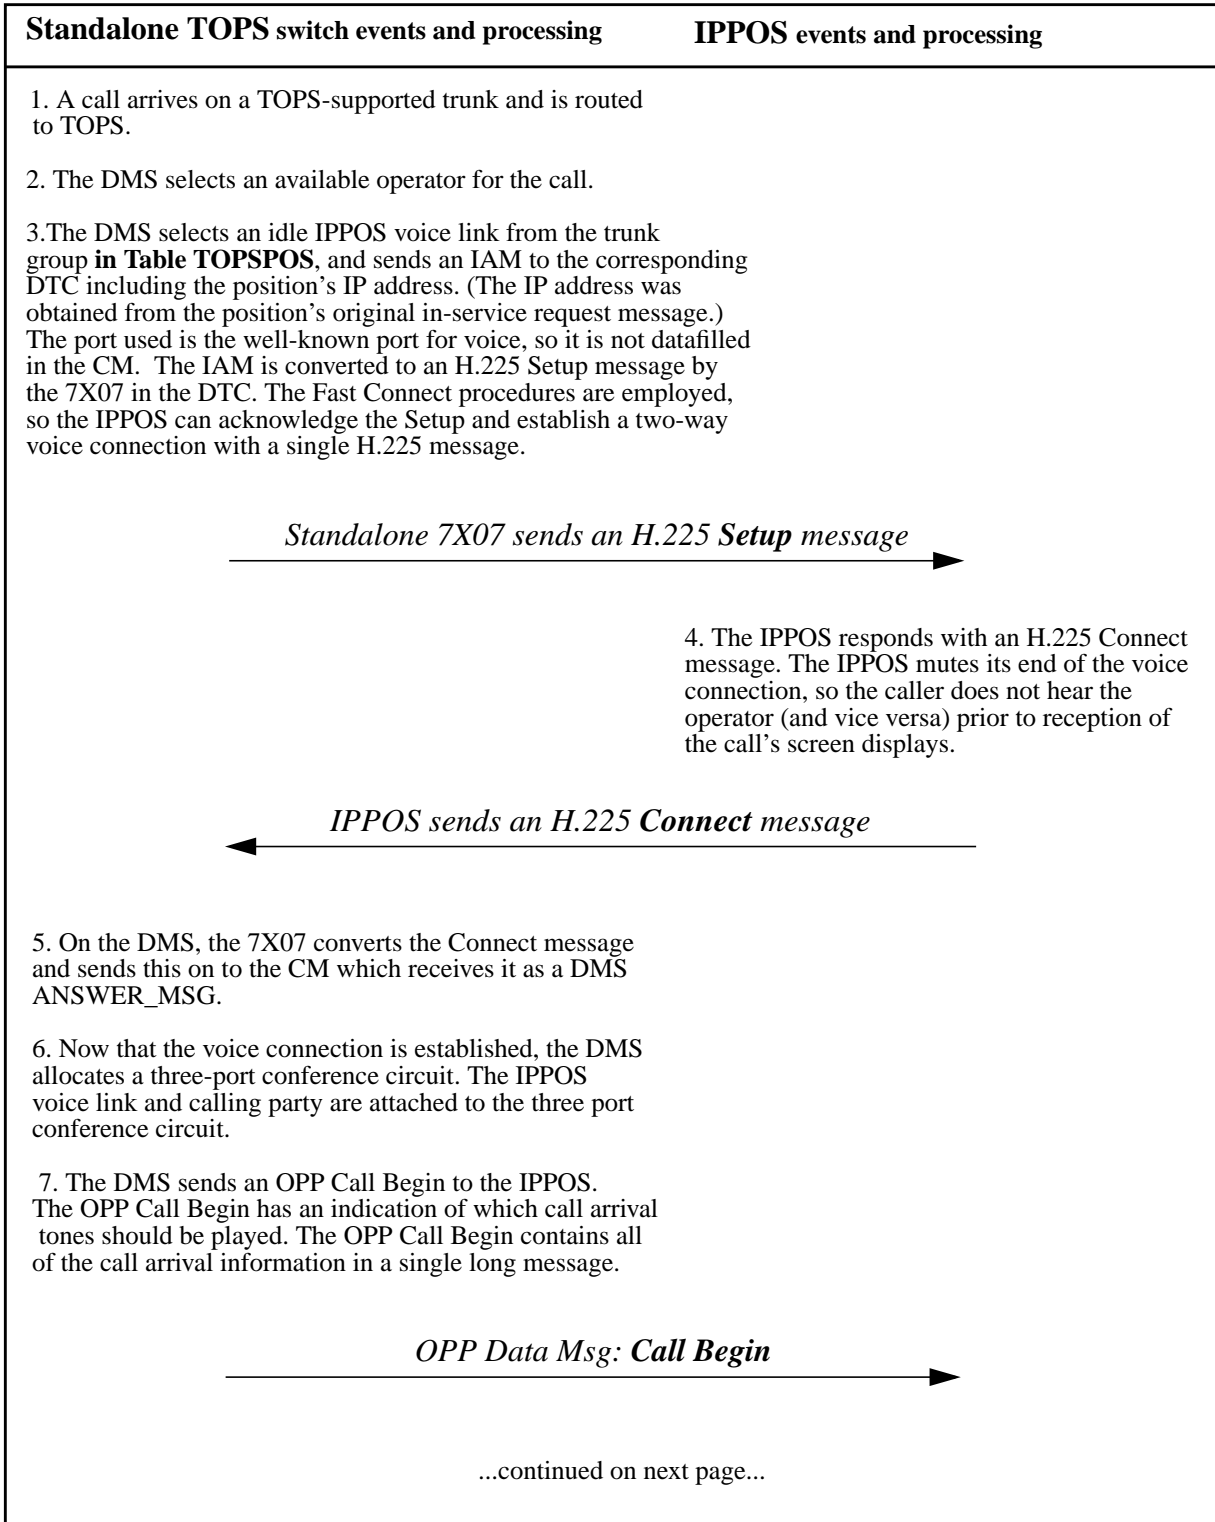 Standalone TOPS switch events and processing IPPOS events and processing
1. A call arrives on a TOPS-supported trunk and is routed
to TOPS.
2. The DMS selects an available operator for the call.
3.The DMS selects an idle IPPOS voice link from the trunk
group in Table TOPSPOS, and sends an IAM to the corresponding
DTC including the position’s IP address. (The IP address was
obtained from the position’s original in-service request message.)
The port used is the well-known port for voice, so it is not datafilled
in the CM.  The IAM is converted to an H.225 Setup message by
the 7X07 in the DTC. The Fast Connect procedures are employed,
so the IPPOS can acknowledge the Setup and establish a two-way
voice connection with a single H.225 message.
Standalone 7X07 sends an H.225 Setup message
4. The IPPOS responds with an H.225 Connect
message. The IPPOS mutes its end of the voice
connection, so the caller does not hear the
operator (and vice versa) prior to reception of
the call’s screen displays.
IPPOS sends an H.225 Connect message
5. On the DMS, the 7X07 converts the Connect message
and sends this on to the CM which receives it as a DMS
ANSWER_MSG.
6. Now that the voice connection is established, the DMS
allocates a three-port conference circuit. The IPPOS
voice link and calling party are attached to the three port
conference circuit.
7. The DMS sends an OPP Call Begin to the IPPOS.
The OPP Call Begin has an indication of which call arrival
tones should be played. The OPP Call Begin contains all
of the call arrival information in a single long message.
OPP Data Msg: Call Begin
...continued on next page...